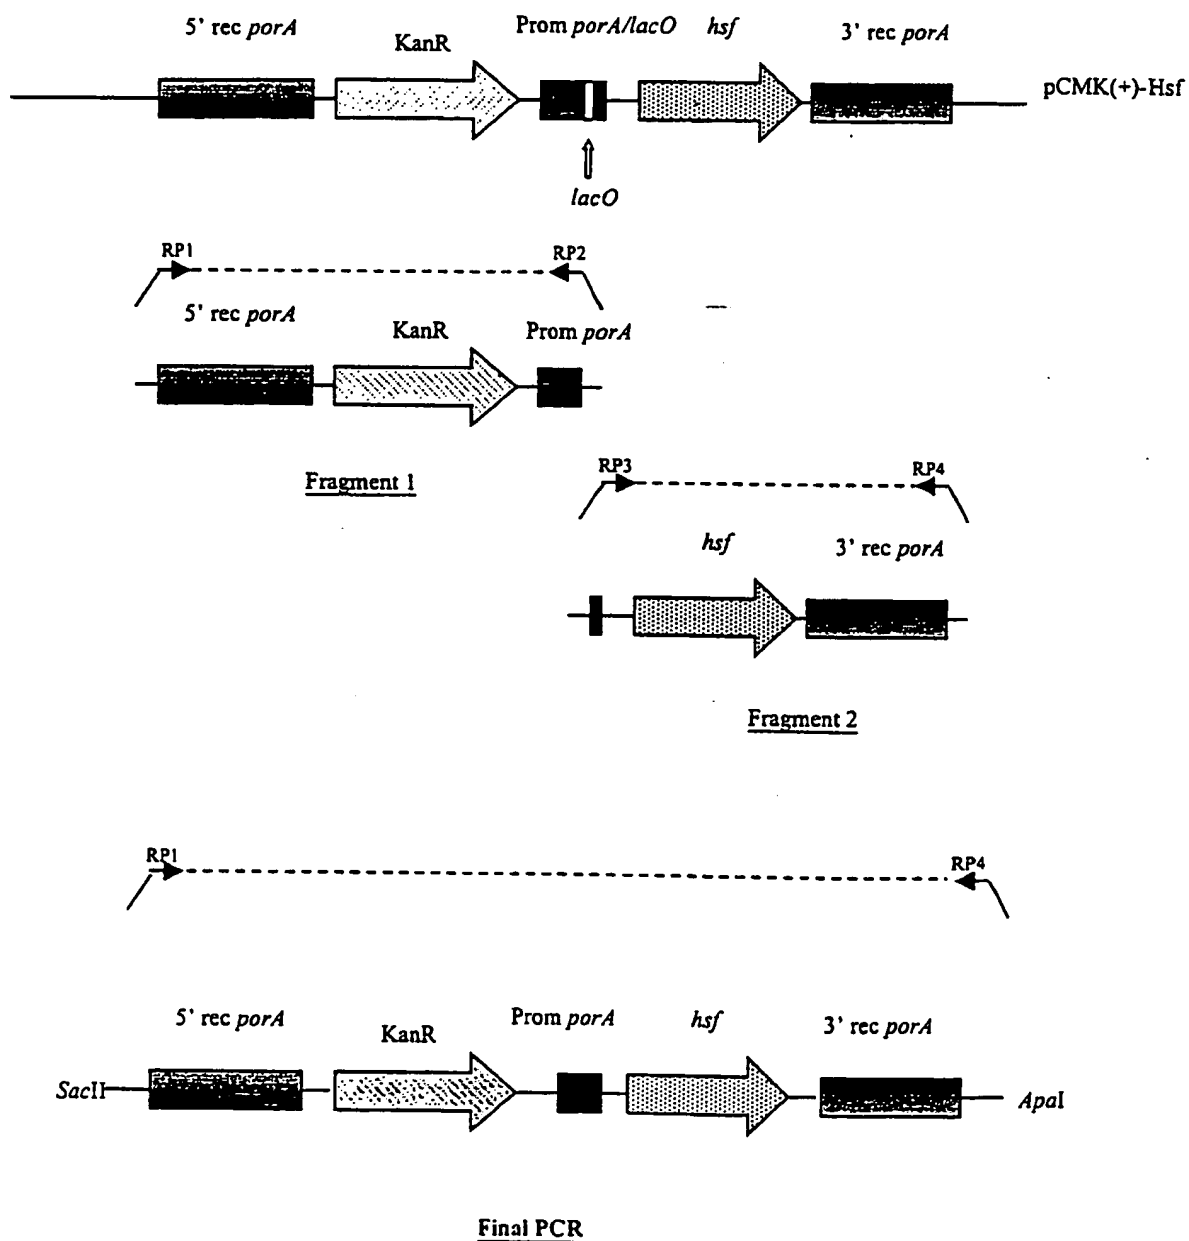 5' rec porA
KanR
Prom porA/lacO
hsf
3' rec porA
pCMK(+)-Hsf
lacO
RP1
RP2
5' rec porA
KanR
Prom porA
Fragment 1
RP3
RP4
hsf
3' rec porA
Fragment 2
RP1
RP4
5' rec porA
KanR
Prom porA
hsf
3' rec porA
SacII
ApaI
Final PCR